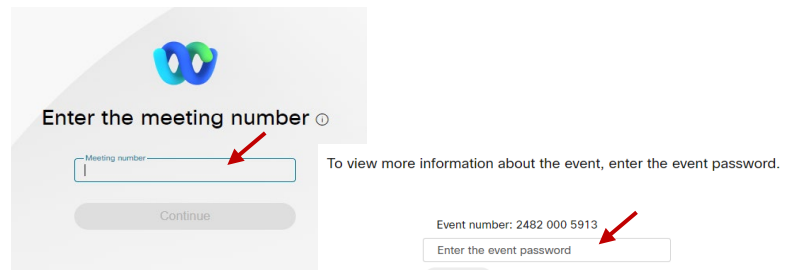 Enter the meeting number
Meeting number
Continue
To view more information about the event, enter the event password.
Event number: 2482 000 5913
Enter the event password